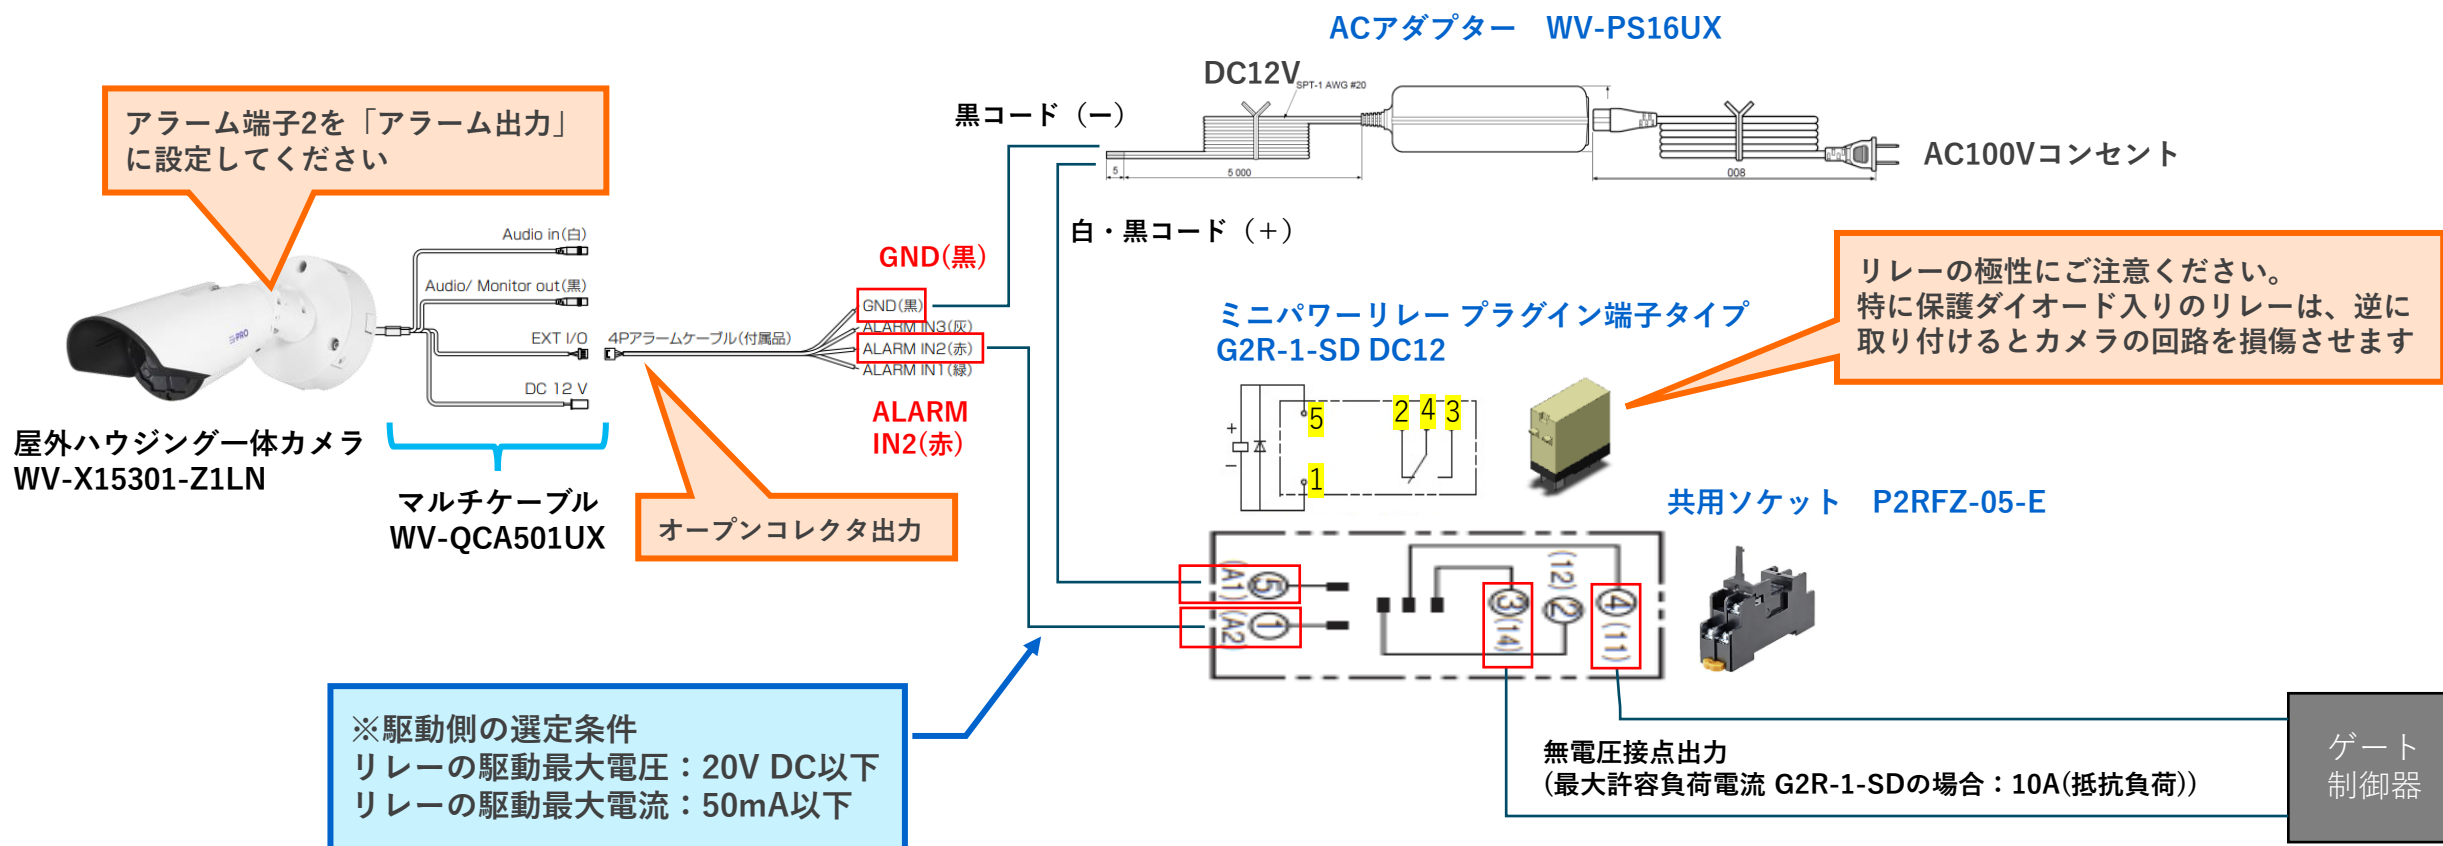 ACアダプター　WV-PS16UX
DC12V
SPT-1 AWG #20
黒コード（ー）
5
5 000
008
AC100Vコンセント
アラーム端子2を「アラーム出力」
に設定してください
白・黒コード（+）
Audio in(白)
Audio/ Monitor out(黒)
EXT I/O
DC 12 V
4Pアラームケーブル(付属品)
GND(黒)
GND(黒)
ALARM IN3(灰)
ALARM IN2(赤)
ALARM IN1(緑)
ALARM
IN2(赤)
i-PRO
屋外ハウジング一体カメラ
WV-X15301-Z1LN
マルチケーブル
WV-QCA501UX
オープンコレクタ出力
リレーの極性にご注意ください。
特に保護ダイオード入りのリレーは、逆に
取り付けるとカメラの回路を損傷させます
ミニパワーリレー プラグイン端子タイプ
G2R-1-SD DC12
+
−
5
1
2 4 3
共用ソケット　P2RFZ-05-E
(A1)⑤
(A2)①
③(14)
(12)②
④(11)
※駆動側の選定条件
リレーの駆動最大電圧：20V DC以下
リレーの駆動最大電流：50mA以下
無電圧接点出力
(最大許容負荷電流 G2R-1-SDの場合：10A(抵抗負荷))
ゲート
制御器